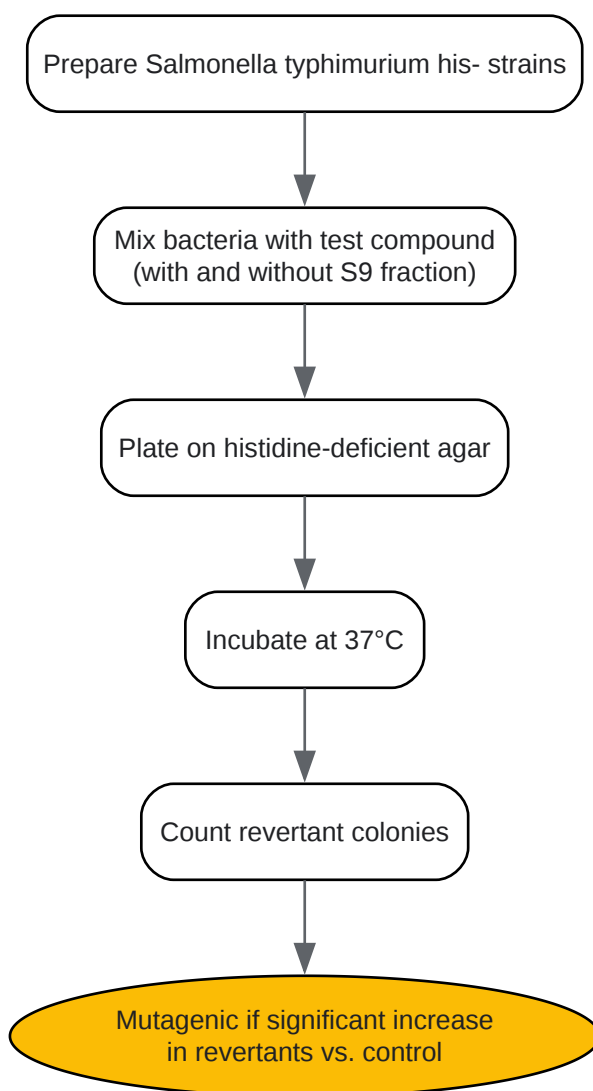 Prepare Salmonella typhimurium his- strains
Mix bacteria with test compound
(with and without S9 fraction)
Plate on histidine-deficient agar
Incubate at 37°C
Count revertant colonies
Mutagenic if significant increase
in revertants vs. control